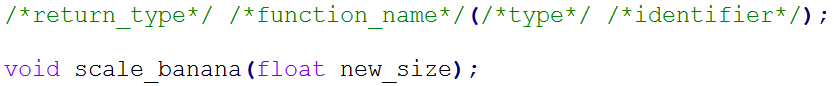 /*return_type*/ /*function_name*/(/*type*/ /*identifier*/);
void scale_banana(float new_size);